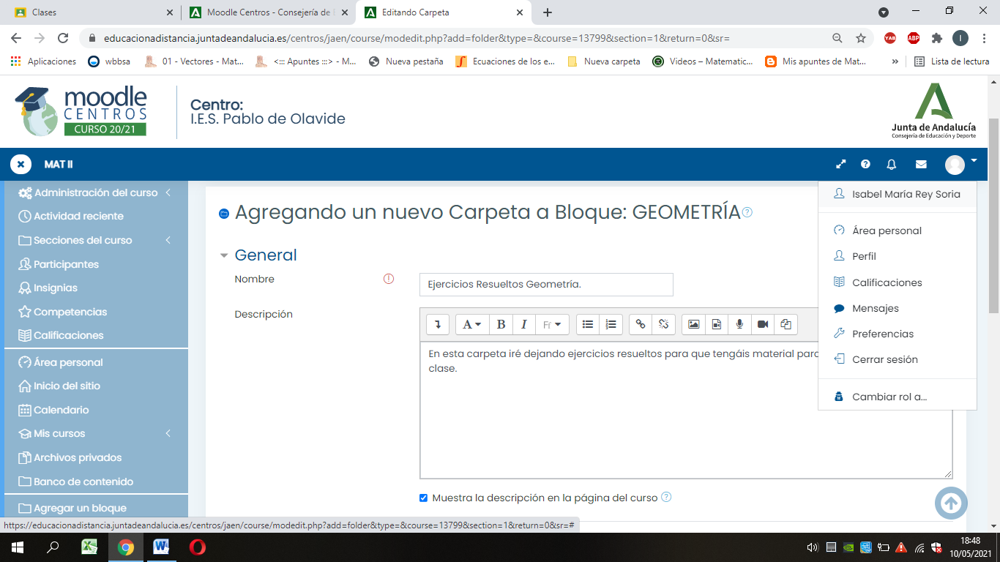 Clases
Moodle Centros - Consejería de E
Editando Carpeta
educacionadistancia.juntadeandalucia.es/centros/jaen/course/modedit.php?add=folder&type=&course=13799&section=1&return=0&sr=
YAB
ABP
I
Aplicaciones
wbbsa
01 - Vectores - Mat...
<::: Apuntes :::> - M...
Nueva pestaña
Ecuaciones de los e...
Nueva carpeta
Videos – Matematic...
Mis apuntes de Mat...
»
Lista de lectura
moodle
CENTROS
CURSO 20/21
Centro:
I.E.S. Pablo de Olavide
Junta de Andalucía
Consejería de Educación y Deporte
MAT II
Administración del curso
Actividad reciente
Secciones del curso
Participantes
Insignias
Competencias
Calificaciones
Área personal
Inicio del sitio
Calendario
Mis cursos
Archivos privados
Banco de contenido
Agregar un bloque
Agregando un nuevo Carpeta a Bloque: GEOMETRÍA
General
Nombre
Ejercicios Resueltos Geometría.
Descripción
A B I Ff
En esta carpeta iré dejando ejercicios resueltos para que tengáis material para
clase.
Muestra la descripción en la página del curso
Isabel María Rey Soria
Área personal
Perfil
Calificaciones
Mensajes
Preferencias
Cerrar sesión
Cambiar rol a...
https://educacionadistancia.juntadeandalucia.es/centros/jaen/course/modedit.php?add=folder&type=&course=13799&section=1&return=0&sr=#
18:48
10/05/2021